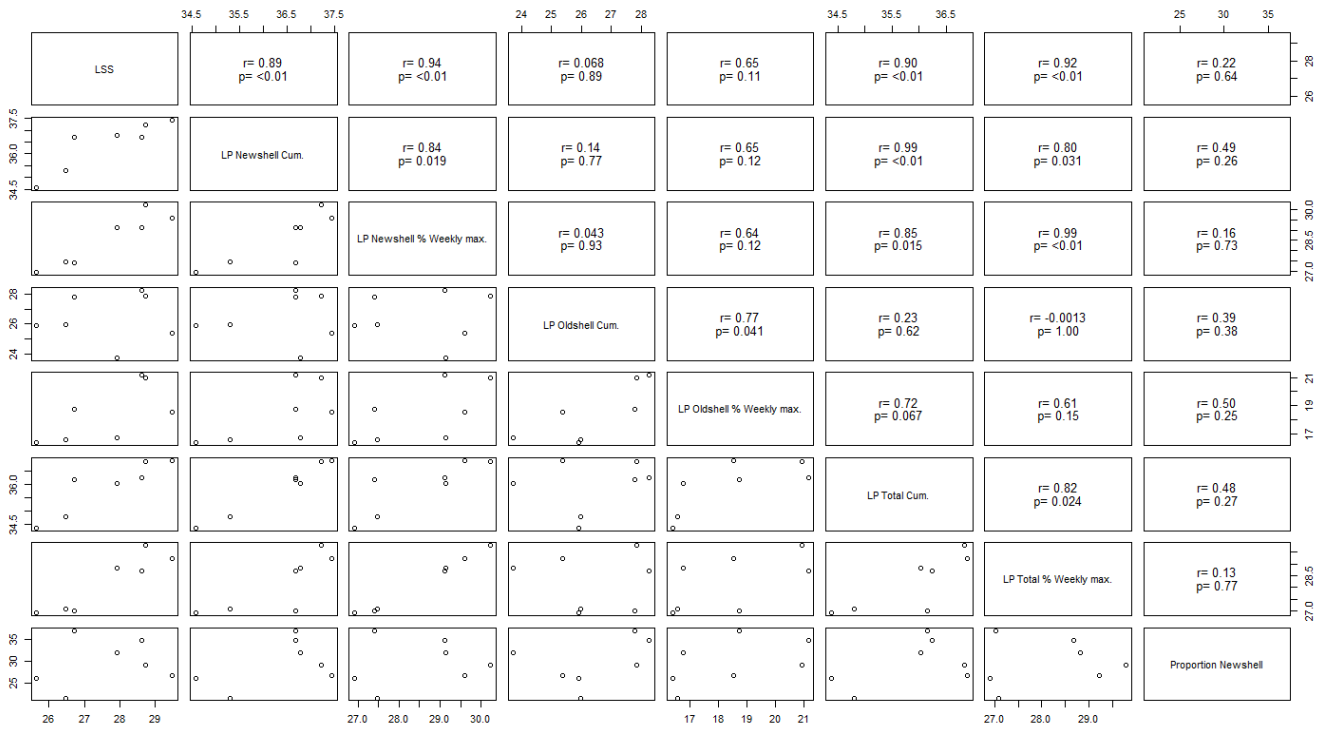 34.5 35.5 36.5 37.5 24 26 28 34.5 35.5 36.5 25 30 35
LSS
r= 0.89
p= <0.01
r= 0.94
p= <0.01
r= 0.068
p= 0.89
r= 0.65
p= 0.11
r= 0.90
p= <0.01
r= 0.92
p= <0.01
r= 0.22
p= 0.64
28
26
37.5
36.0
34.5
LP Newshell Cum.
r= 0.84
p= 0.019
r= 0.14
p= 0.77
r= 0.65
p= 0.12
r= 0.99
p= <0.01
r= 0.80
p= 0.031
r= 0.49
p= 0.26
LP Newshell % Weekly max.
r= 0.043
p= 0.93
r= 0.64
p= 0.12
r= 0.85
p= 0.015
r= 0.99
p= <0.01
r= 0.16
p= 0.73
30.0
28.5
27.0
28
26
24
LP Oldshell Cum.
r= 0.77
p= 0.041
r= 0.23
p= 0.62
r= -0.0013
p= 1.00
r= 0.39
p= 0.38
LP Oldshell % Weekly max.
r= 0.72
p= 0.067
r= 0.61
p= 0.15
r= 0.50
p= 0.25
21
19
17
36.0
34.5
LP Total Cum.
r= 0.82
p= 0.024
r= 0.48
p= 0.27
LP Total % Weekly max.
r= 0.13
p= 0.77
28.5
27.0
35
30
25
Proportion Newshell
26 27 28 29 27.0 28.0 29.0 30.0 17 18 19 20 21 27.0 28.0 29.0